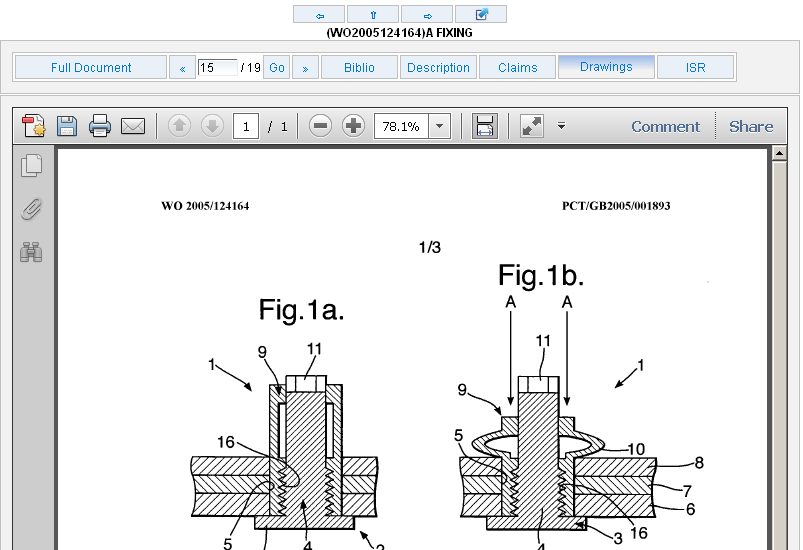 (WO2005124164)A FIXING
Full Document « 15 / 19 Go » Biblio Description Claims Drawings ISR
1 / 1 78.1% Comment Share
WO 2005/124164 PCT/GB2005/001893
1/3
Fig.1a. Fig.1b.
A A
11 11
1 9 1
9
16 5 10
8
7
6
5 4 2 4 3 16